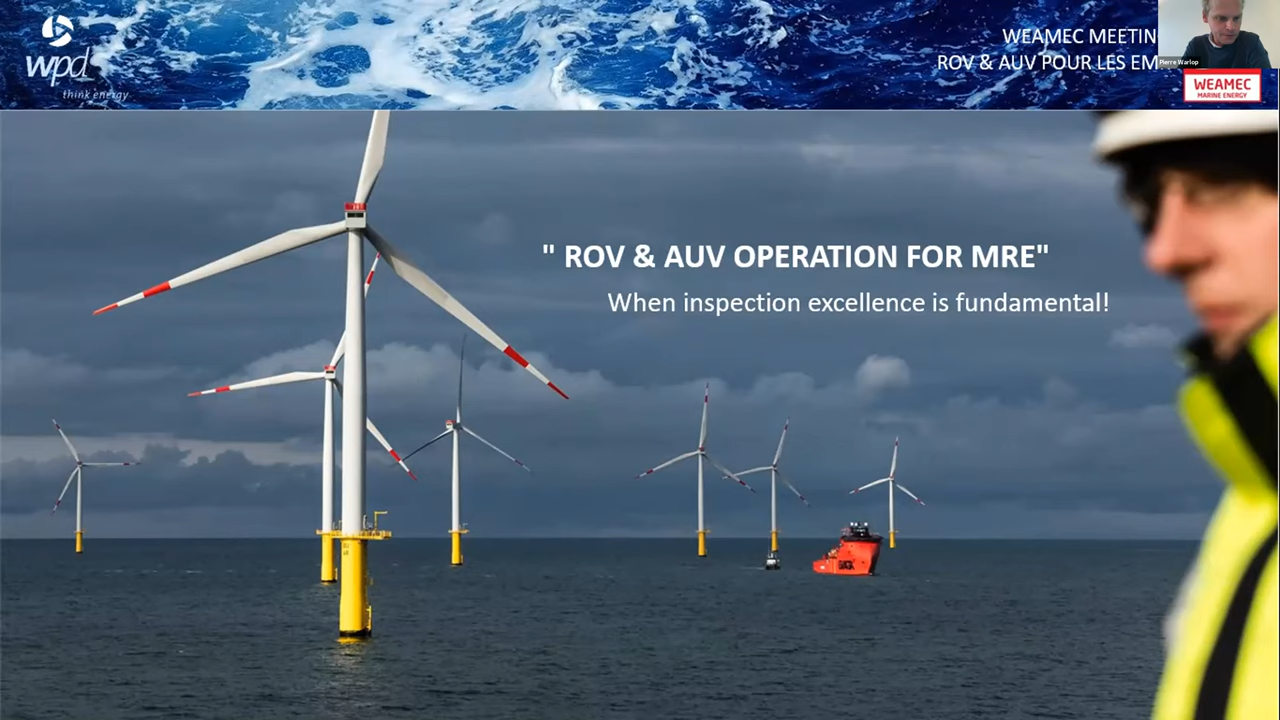 wpd
think energy
WEAMEC MEETIN
ROV & AUV POUR LES EM
Pierre Warlop
WEAMEC
MARINE ENERGY
" ROV & AUV OPERATION FOR MRE"
When inspection excellence is fundamental!